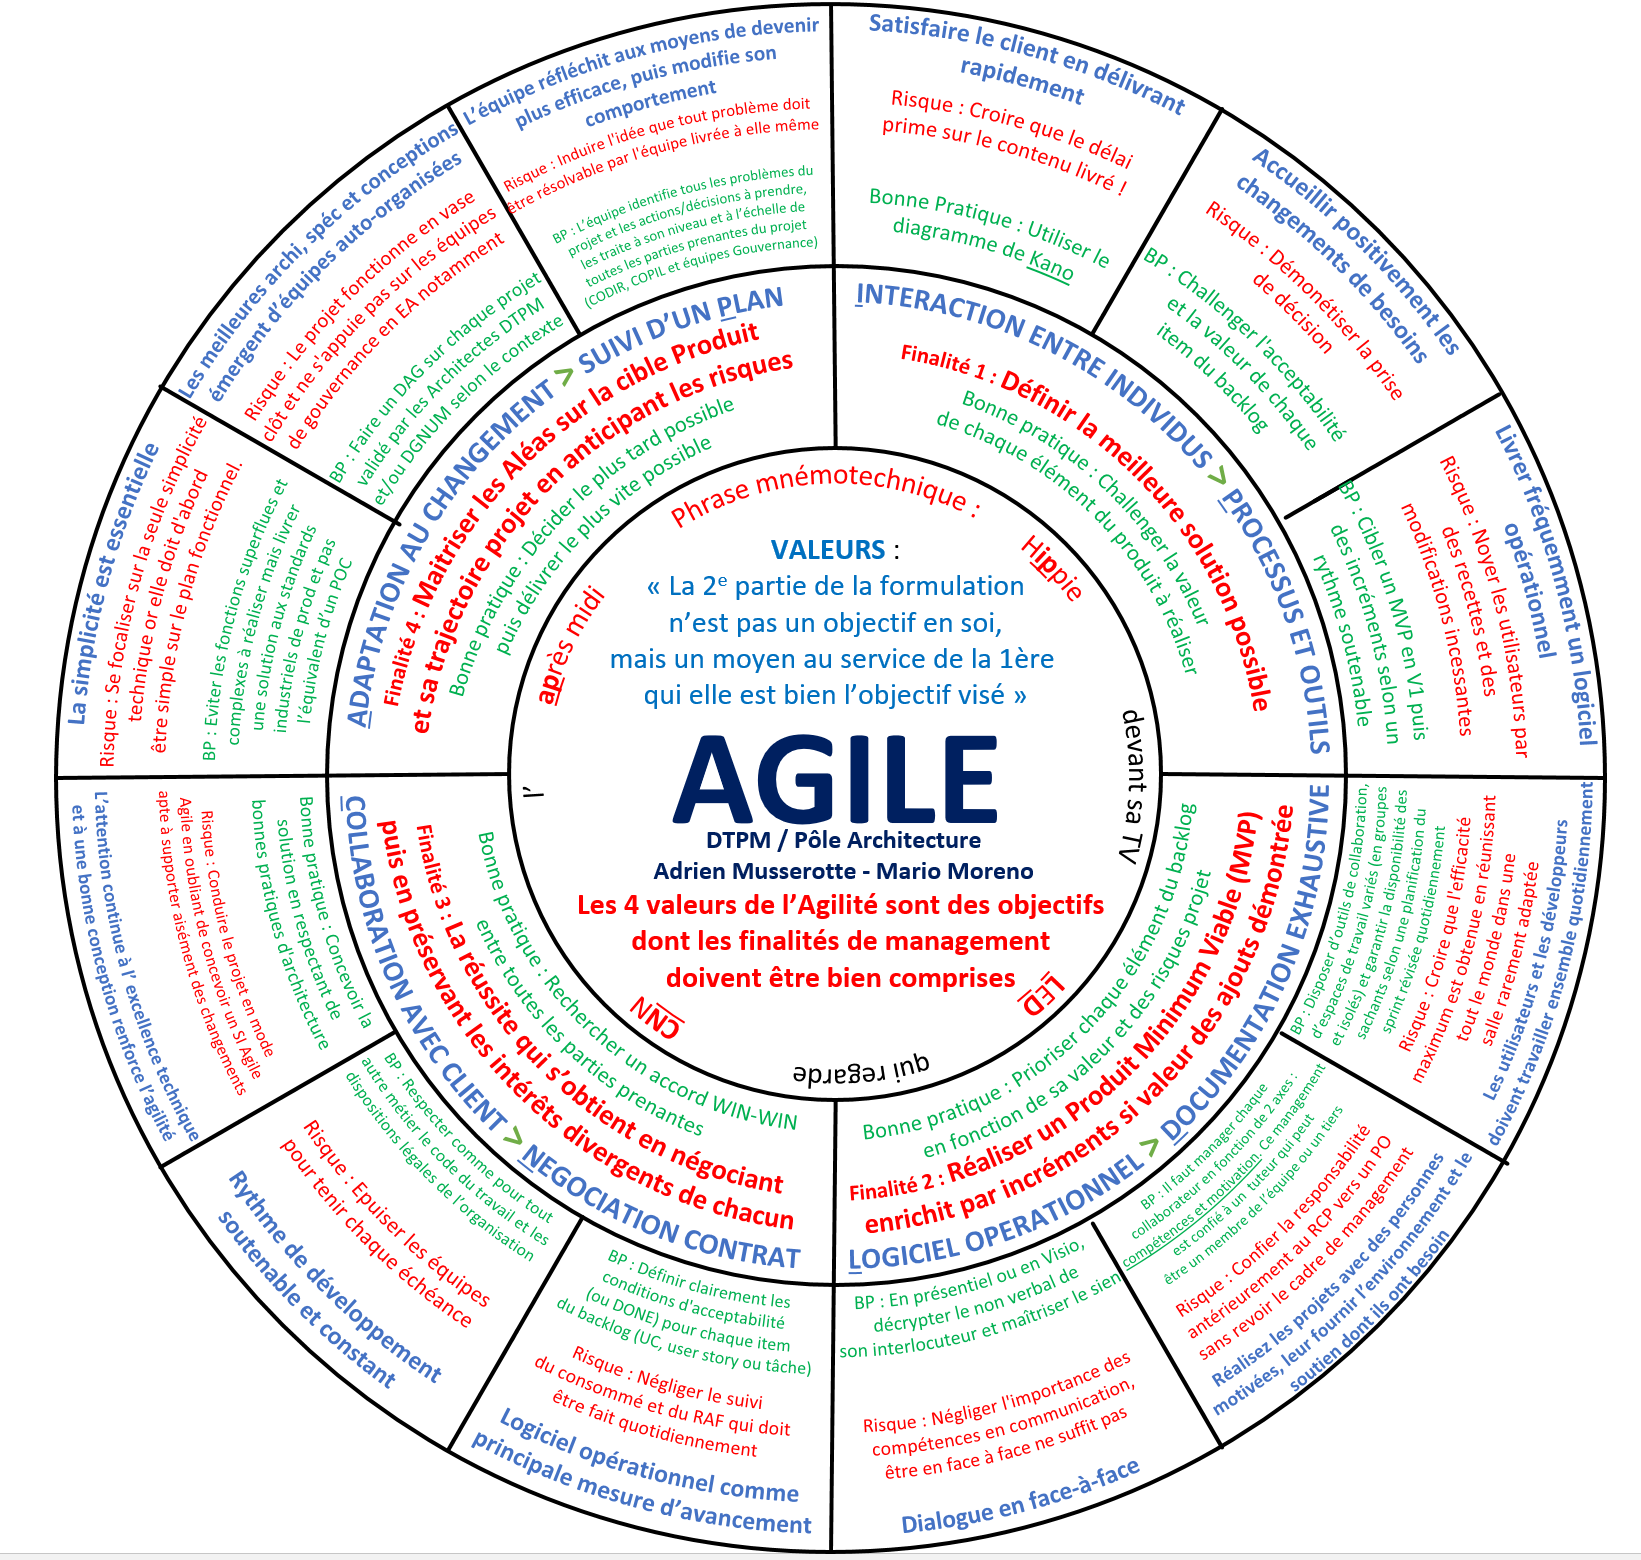 Satisfaire le client en délivrant
rapidement
Risque : Croire que le délai
prime sur le contenu livré !
Bonne Pratique : Utiliser le
diagramme de Kano
Accueillir positivement les
changements de besoins
Risque : Démonétiser la prise
de décision
BP : Challenger l'acceptabilité
et la valeur de chaque
item du backlog
Livrer fréquemment un logiciel
opérationnel
Risque : Noyer les utilisateurs par
des recettes et des
modifications incessantes
BP : Cibler un MVP en V1 puis
des incréments selon un
rythme soutenable
Les utilisateurs et les développeurs
doivent travailler ensemble quotidiennement
Risque : Croire que l'efficacité
maximum est obtenue en réunissant
tout le monde dans une
salle rarement adaptée
BP : Disposer d'outils de collaboration,
d'espaces de travail variés (en groupes
et isolés) et garantir la disponibilité des
sachants selon une planification du
sprint révisée quotidiennement
Réalisez les projets avec des personnes
motivées, leur fournir l'environnement et le
soutien dont ils ont besoin
Risque : Confier la responsabilité
antérieurement au RCP vers un PO
sans revoir le cadre de management
BP : Il faut manager chaque
collaborateur en fonction de 2 axes :
compétences et motivation. Ce management
est confié à un tuteur qui peut
être un membre de l'équipe ou un tiers
BP : En présentiel ou en Visio,
décrypter le non verbal de
son interlocuteur et maîtriser le sien
Risque : Négliger l'importance des
compétences en communication,
être en face à face ne suffit pas
Dialogue en face-à-face
BP : Définir clairement les
conditions d'acceptabilité
(ou DONE) pour chaque item
du backlog (UC, user story ou tâche)
Risque : Négliger le suivi
du consommé et du RAF qui doit
être fait quotidiennement
Logiciel opérationnel comme
principale mesure d'avancement
BP : Respecter comme pour tout
autre métier le code du travail et les
dispositions légales de l'organisation
Risque : Epuiser les équipes
pour tenir chaque échéance
Rythme de développement
soutenable et constant
L'attention continue à l' excellence technique
et à une bonne conception renforce l'agilité
Risque : Conduire le projet en mode
Agile en oubliant de concevoir un SI Agile
apte à supporter aisément des changements
Bonne pratique : Concevoir la
solution en respectant de
bonnes pratiques d'architecture
La simplicité est essentielle
Risque : Se focaliser sur la seule simplicité
technique or elle doit d'abord
être simple sur le plan fonctionnel.
BP : Eviter les fonctions superflues et
complexes à réaliser mais livrer
une solution aux standards
industriels de prod et pas
l'équivalent d'un POC
Les meilleures archi, spéc et conceptions
émergent d'équipes auto-organisées
Risque : Le projet fonctionne en vase
clôt et ne s'appuie pas sur les équipes
de gouvernance en EA notamment
BP : Faire un DAG sur chaque projet
validé par les Architectes DTPM
et/ou DGNUM selon le contexte
L'équipe réfléchit aux moyens de devenir
plus efficace, puis modifie son
comportement
Risque : Induire l'idée que tout problème doit
être résolvable par l'équipe livrée à elle même
BP : L'équipe identifie tous les problèmes du
projet et les actions/décisions à prendre,
les traite à son niveau et à l'échelle de
toutes les parties prenantes du projet
(CODIR, COPIL et équipes Gouvernance)
INTERACTION ENTRE INDIVIDUS > PROCESSUS ET OUTILS
Finalité 1 : Définir la meilleure solution possible
Bonne pratique : Challenger la valeur
de chaque élément du produit à réaliser
LOGICIEL OPERATIONNEL > DOCUMENTATION EXHAUSTIVE
Finalité 2 : Réaliser un Produit Minimum Viable (MVP)
enrichit par incréments si valeur des ajouts démontrée
Bonne pratique : Prioriser chaque élément du backlog
en fonction de sa valeur et des risques projet
COLLABORATION AVEC CLIENT > NEGOCIATION CONTRAT
Finalité 3 : La réussite qui s'obtient en négociant
puis en préservant les intérêts divergents de chacun
Bonne pratique : Rechercher un accord WIN-WIN
entre toutes les parties prenantes
ADAPTATION AU CHANGEMENT > SUIVI D'UN PLAN
Finalité 4 : Maitriser les Aléas sur la cible Produit
et sa trajectoire projet en anticipant les risques
Bonne pratique : Décider le plus tard possible
puis délivrer le plus vite possible
Phrase mnémotechnique :
Hippie
devant sa TV
LED
qui regarde
CNN
l'
après midi
VALEURS :
« La 2e partie de la formulation
n'est pas un objectif en soi,
mais un moyen au service de la 1ère
qui elle est bien l'objectif visé »
AGILE
DTPM / Pôle Architecture
Adrien Musserotte - Mario Moreno
Les 4 valeurs de l'Agilité sont des objectifs
dont les finalités de management
doivent être bien comprises